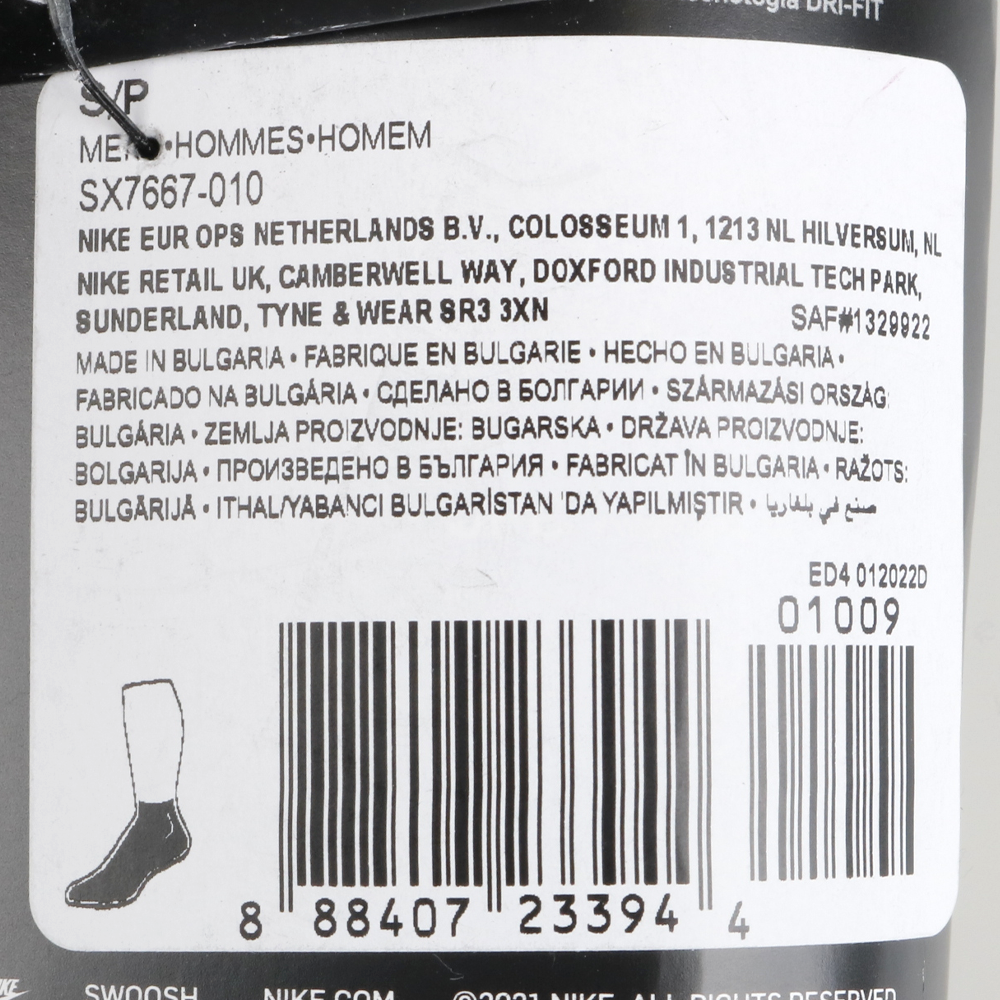 DRI-FIT
S/P
•HOMMES•HOMEM
SX7667-010
NIKE EUR OPS NETHERLANDS B.V., COLOSSEUM 1, 1213 NL HILVERSUM, NL
NIKE RETAIL UK, CAMBERWELL WAY, DOXFORD INDUSTRIAL TECH PARK,
SUNDERLAND, TYNE & WEAR SR3 3XN SAF#1329922
MADE IN BULGARIA • FABRIQUE EN BULGARIE • HECHO EN BULGARIA •
FABRICADO NA BULGÁRIA • СДЕЛАНО В БОЛГАРИИ • SZÁRMAZÁSI ORSZÁG:
BULGÁRIA • ZEMLJA PROIZVODNJE: BUGARSKA • DRŽAVA PROIZVODNJE:
BOLGARIJA • ПРОИЗВЕДЕНО В БЪЛГАРИЯ • FABRICAT ÎN BULGARIA • RAŽOTS:
BULGĀRIJĀ • ITHAL/YABANCI BULGARİSTAN 'DA YAPILMIŞTIR • صنع في بلغاريا
ED4 012022D
01009
8 88407 23394 4
SWOOSH NIKE.COM ©2021 NIKE, ALL RIGHTS RESERVED